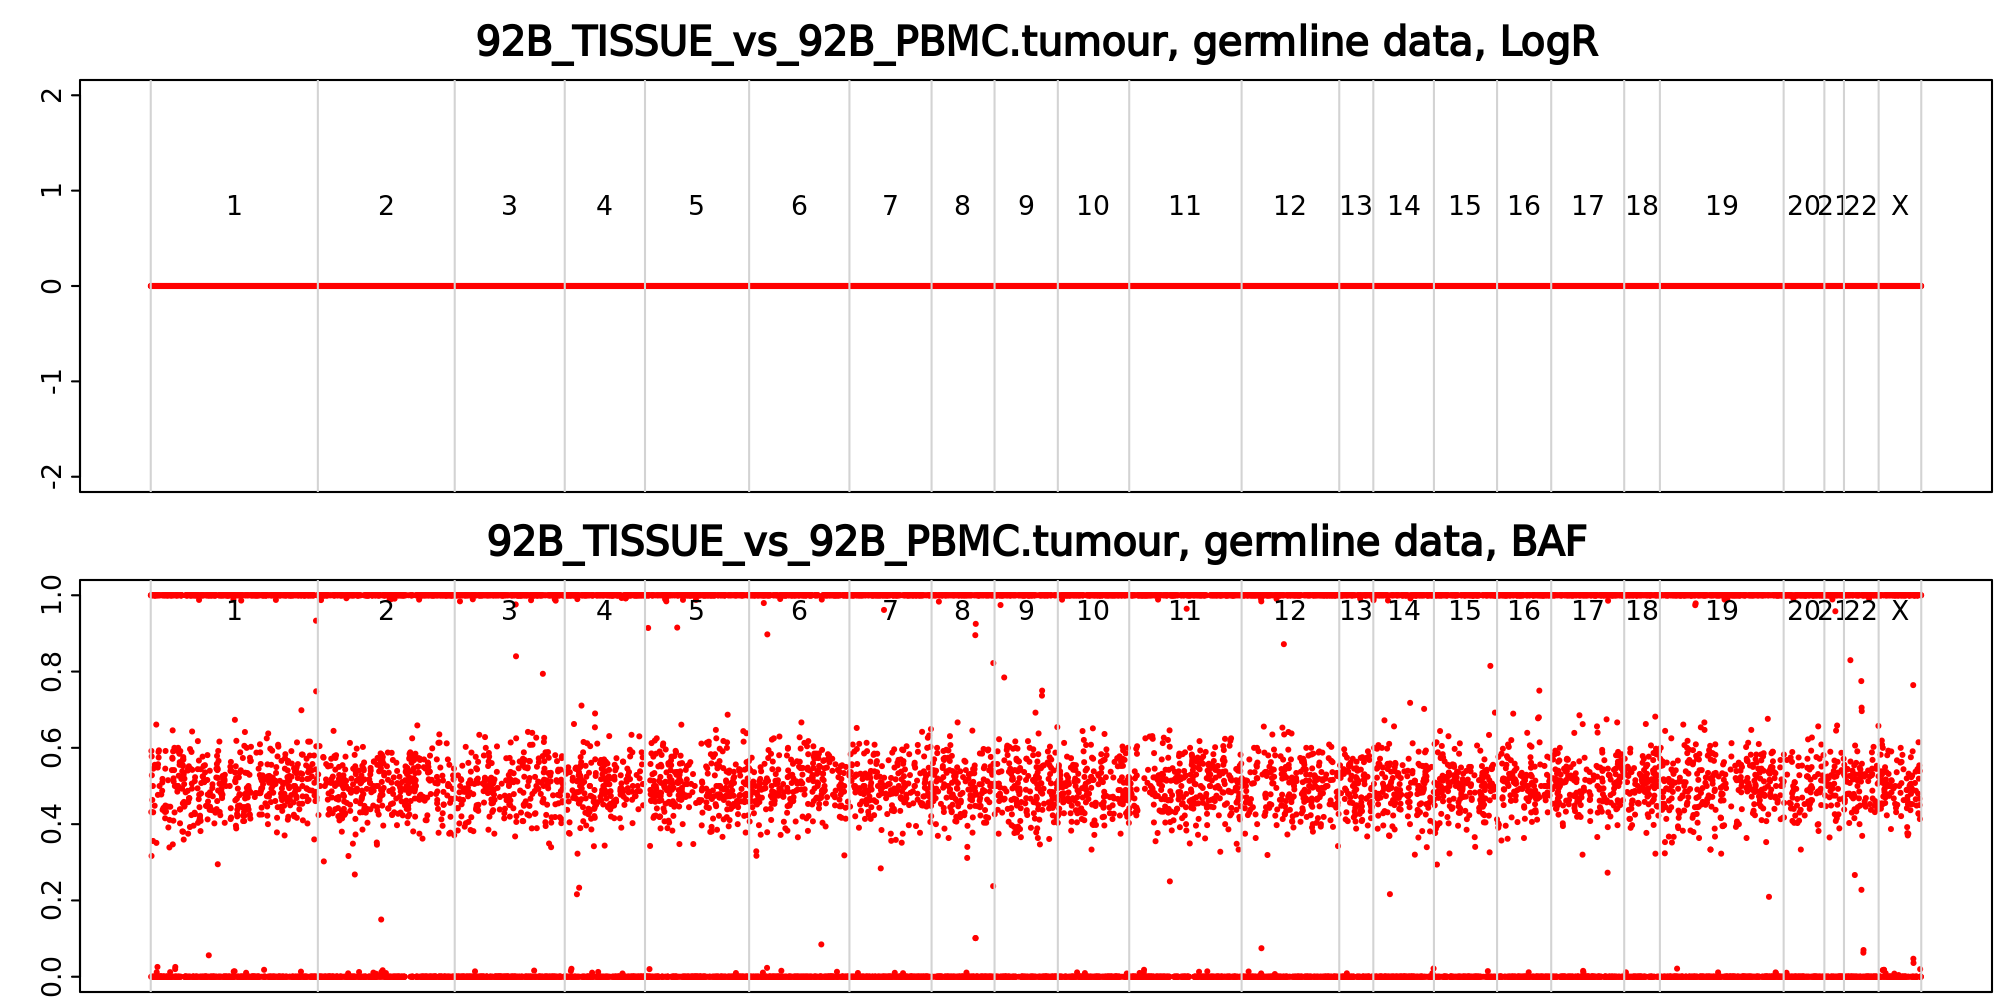 92B_TISSUE_vs_92B_PBMC.tumour, germline data, LogR
2
1
0
-1
-2
1 2 3 4 5 6 7 8 9 10 11 12 13 14 15 16 17 18 19 20 21 22 X
92B_TISSUE_vs_92B_PBMC.tumour, germline data, BAF
1.0
0.8
0.6
0.4
0.2
0.0
1 2 3 4 5 6 7 8 9 10 11 12 13 14 15 16 17 18 19 20 21 22 X